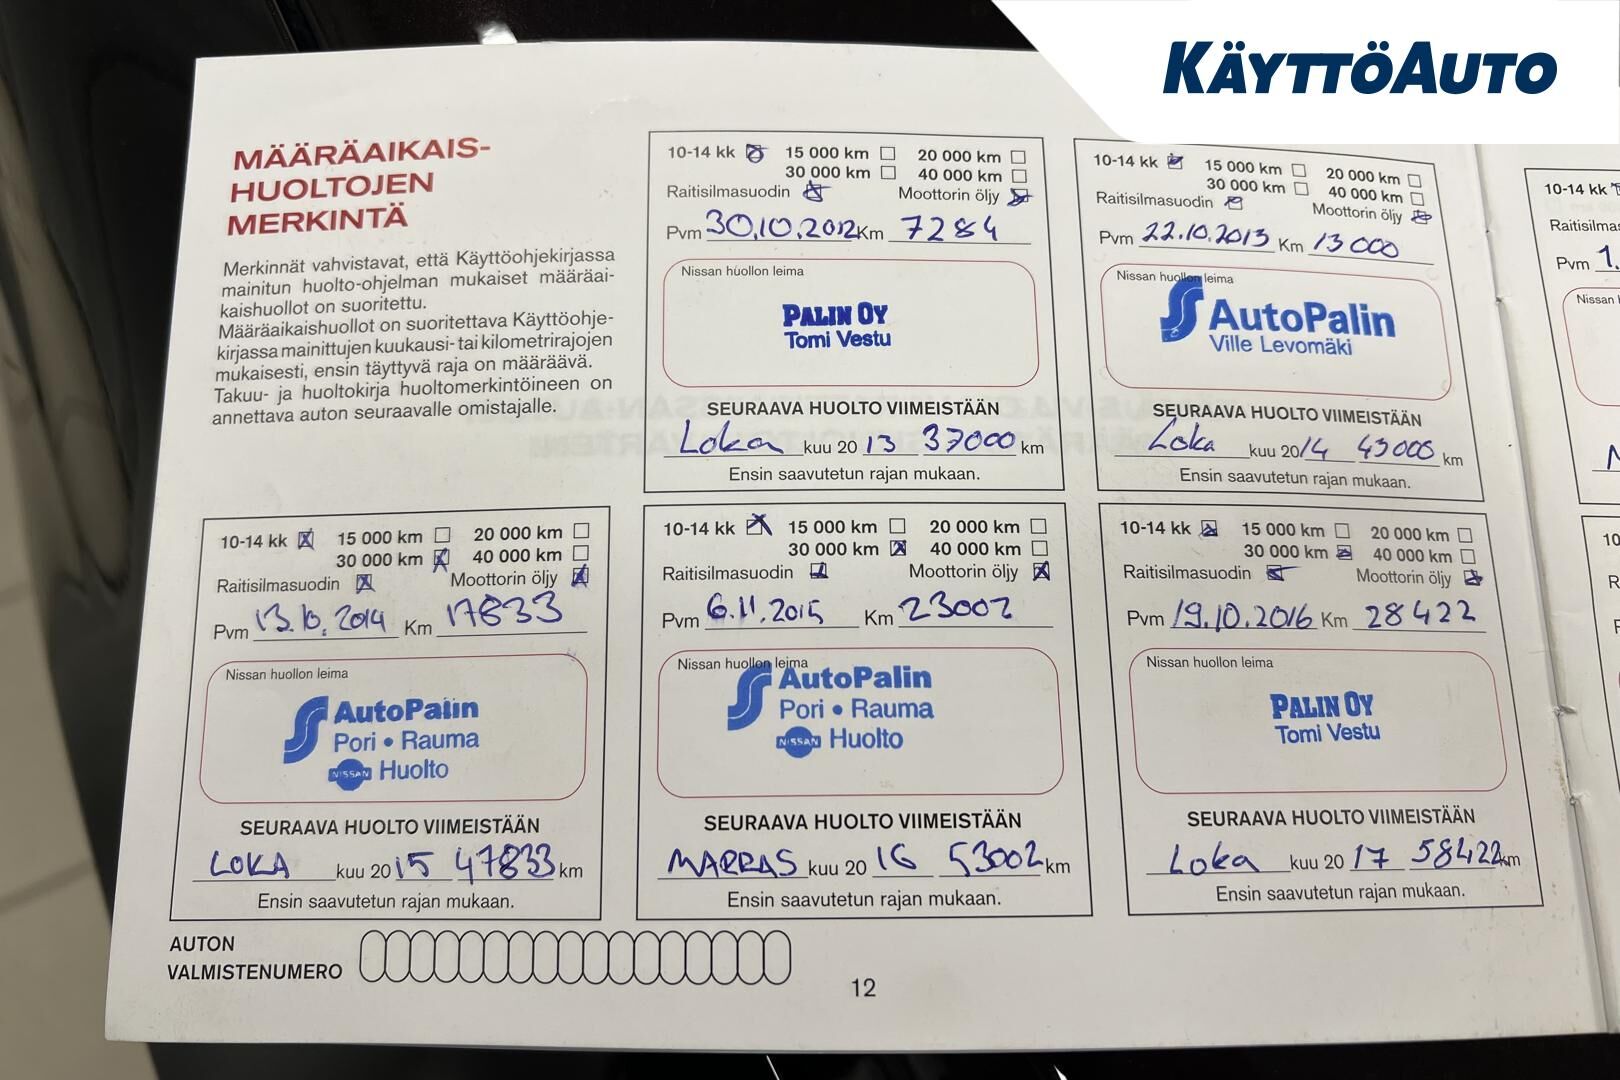 KÄYTTÖAUTO
MÄÄRÄAIKAIS-
HUOLTOJEN
MERKINTÄ
Merkinnät vahvistavat, että Käyttöohjekirjassa
mainitun huolto-ohjelman mukaiset määräai-
kaishuollot on suoritettu.
Määräaikaishuollot on suoritettava Käyttöohje-
kirjassa mainittujen kuukausi- tai kilometrirajojen
mukaisesti, ensin täyttyvä raja on määräävä.
Takuu- ja huoltokirja huoltomerkintöineen on
annettava auton seuraavalle omistajalle.
10-14 kk 15 000 km 20 000 km
30 000 km 40 000 km
Raitisilmasuodin Moottorin öljy
Pvm 30.10.2012 Km 7284
Nissan huollon leima
PALIN OY
Tomi Vestu
SEURAAVA HUOLTO VIIMEISTÄÄN
Loka kuu 20 13 37000 km
Ensin saavutetun rajan mukaan.
10-14 kk 15 000 km 20 000 km
30 000 km 40 000 km
Raitisilmasuodin Moottorin öljy
Pvm 22.10.2013 Km 13000
Nissan huollon leima
AutoPalin
Ville Levomäki
SEURAAVA HUOLTO VIIMEISTÄÄN
Loka kuu 20 14 43000 km
Ensin saavutetun rajan mukaan.
10-14 kk
Raitisilmas
Pvm 1.
Nissan
10-14 kk 15 000 km 20 000 km
30 000 km 40 000 km
Raitisilmasuodin Moottorin öljy
Pvm 13.10.2014 Km 17833
Nissan huollon leima
AutoPalin
Pori • Rauma
NISSAN Huolto
SEURAAVA HUOLTO VIIMEISTÄÄN
LOKA kuu 20 15 47833 km
Ensin saavutetun rajan mukaan.
10-14 kk 15 000 km 20 000 km
30 000 km 40 000 km
Raitisilmasuodin Moottorin öljy
Pvm 6.11.2015 Km 23002
Nissan huollon leima
AutoPalin
Pori • Rauma
NISSAN Huolto
SEURAAVA HUOLTO VIIMEISTÄÄN
MARRAS kuu 20 16 53002 km
Ensin saavutetun rajan mukaan.
10-14 kk 15 000 km 20 000 km
30 000 km 40 000 km
Raitisilmasuodin Moottorin öljy
Pvm 19.10.2016 Km 28422
Nissan huollon leima
PALIN OY
Tomi Vestu
SEURAAVA HUOLTO VIIMEISTÄÄN
Loka kuu 20 17 58422 km
Ensin saavutetun rajan mukaan.
10
AUTON
VALMISTENUMERO
12